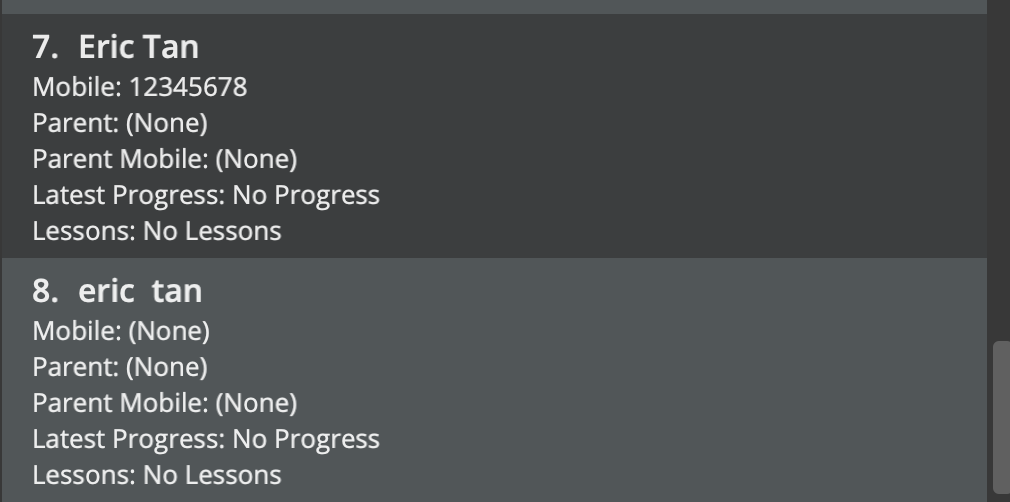 7.  Eric Tan
Mobile: 12345678
Parent: (None)
Parent Mobile: (None)
Latest Progress: No Progress
Lessons: No Lessons
8.  eric  tan
Mobile: (None)
Parent: (None)
Parent Mobile: (None)
Latest Progress: No Progress
Lessons: No Lessons